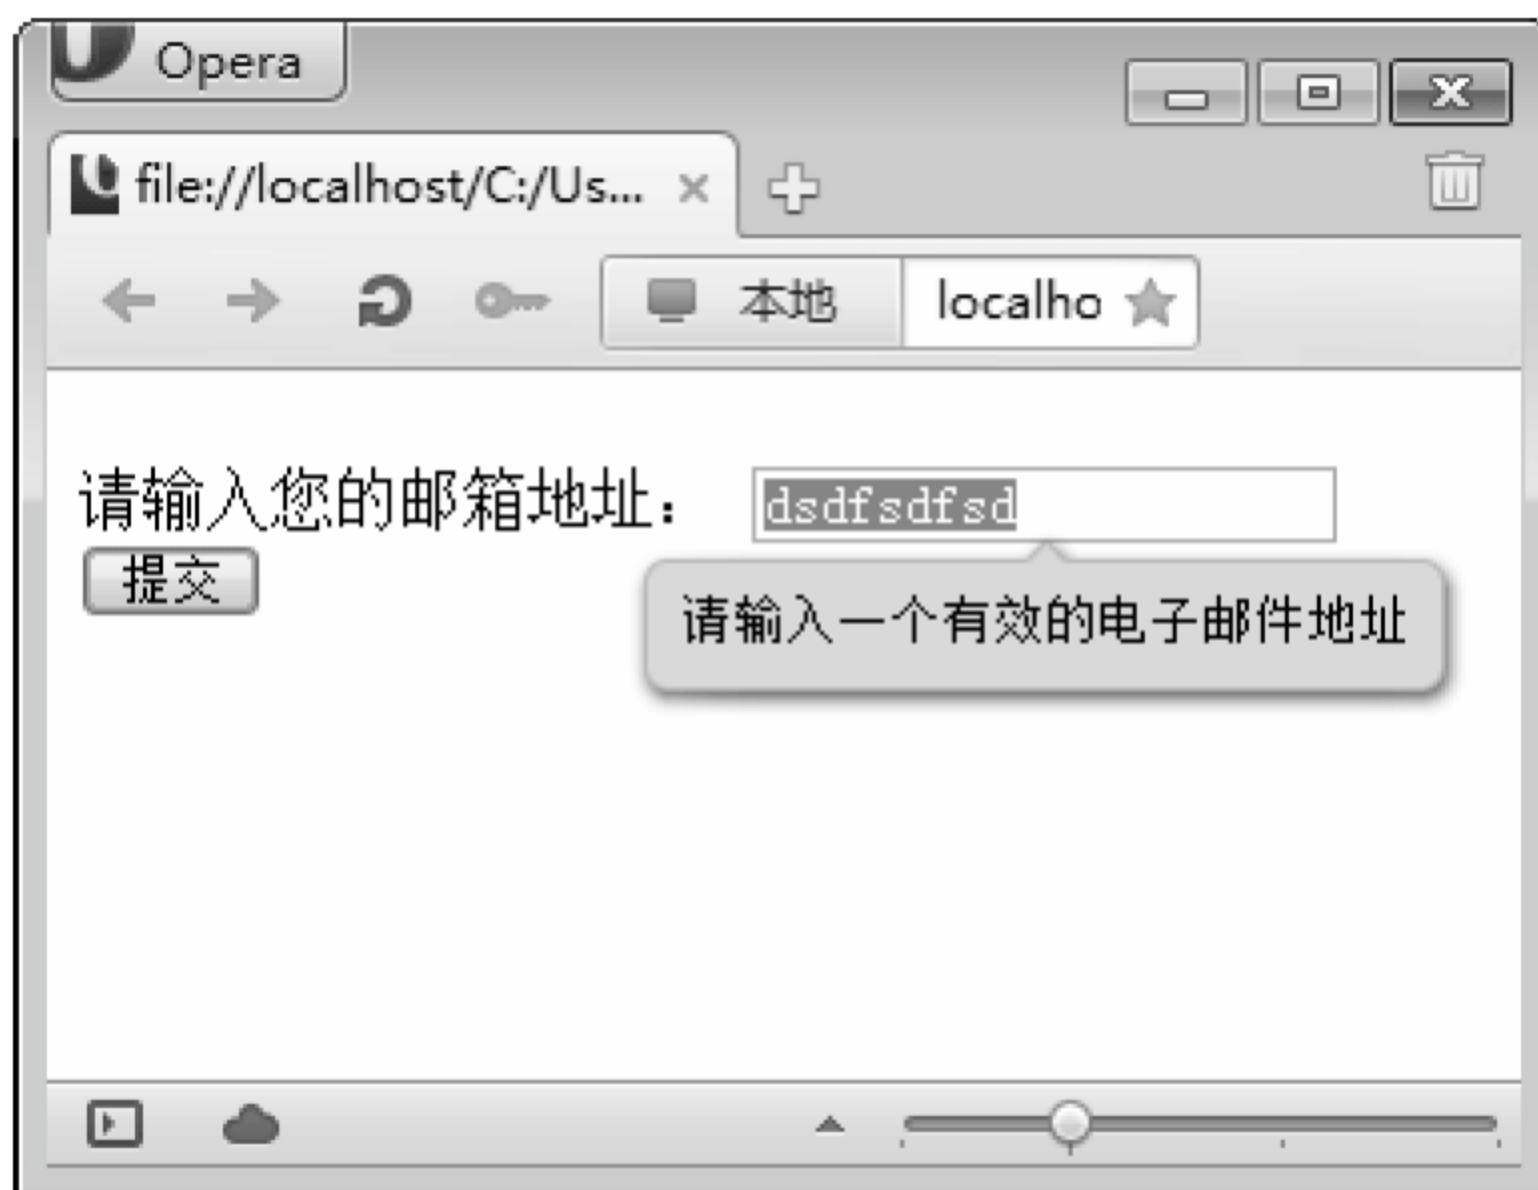 Opera
file://localhost/C:/Us...
本地 localho
请输入您的邮箱地址： dsdfsdfsd
提交
请输入一个有效的电子邮件地址